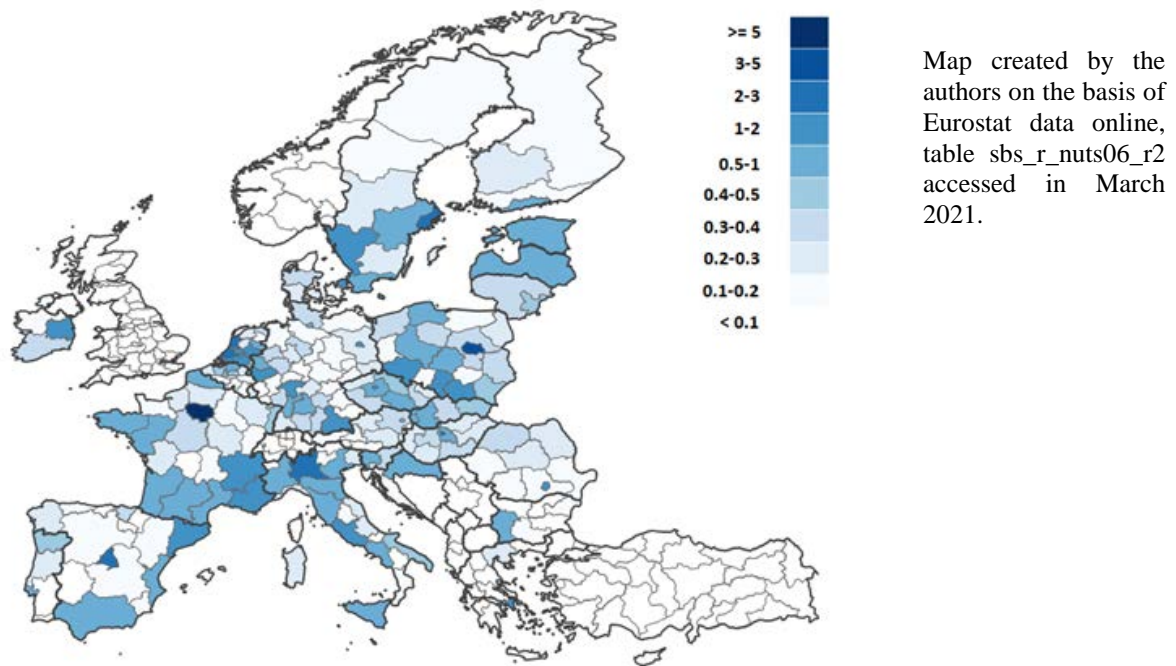 >= 5
3-5
2-3
1-2
0.5-1
0.4-0.5
0.3-0.4
0.2-0.3
0.1-0.2
< 0.1
Map created by the
authors on the basis of
Eurostat data online,
table sbs_r_nuts06_r2
accessed in March
2021.